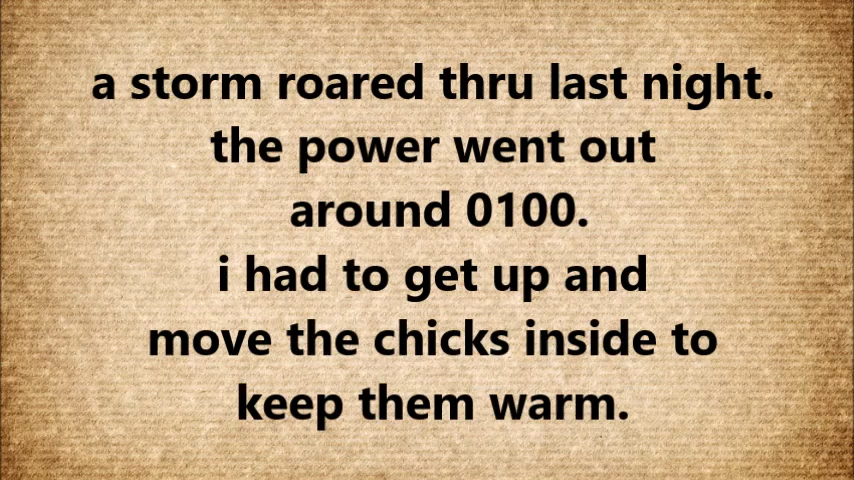 a storm roared thru last night.
the power went out
around 0100.
i had to get up and
move the chicks inside to
keep them warm.